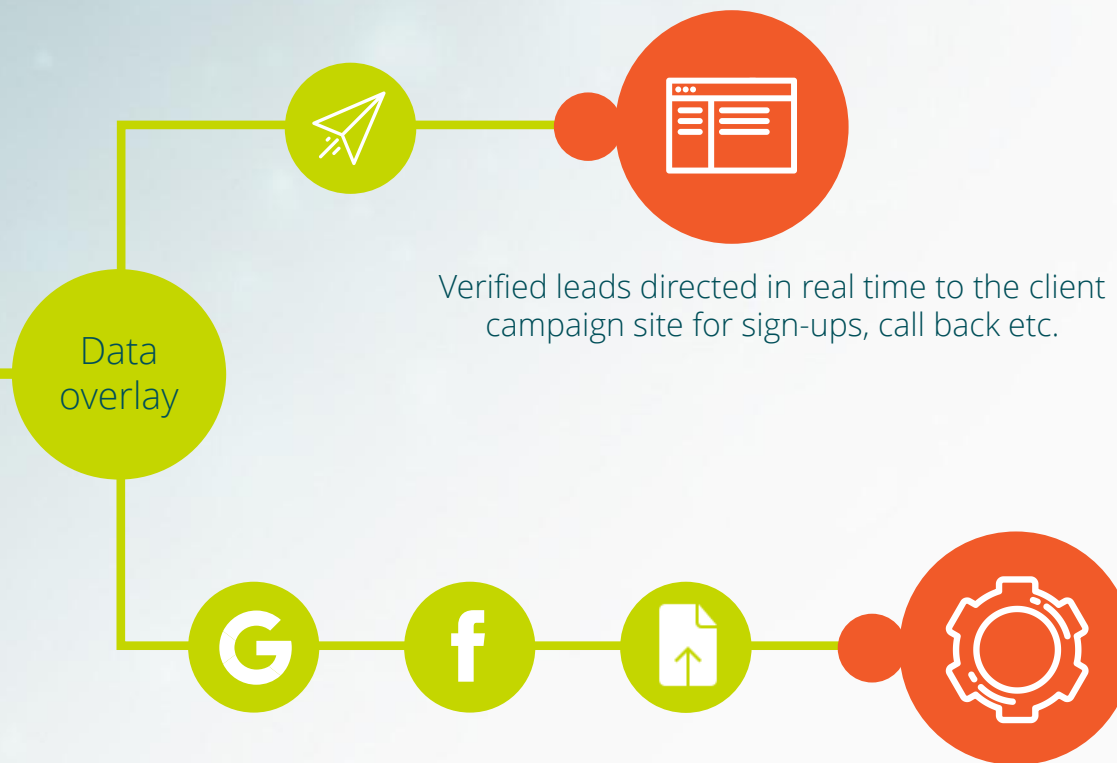 Verified leads directed in real time to the client
campaign site for sign-ups, call back etc.
Data
overlay
G
f